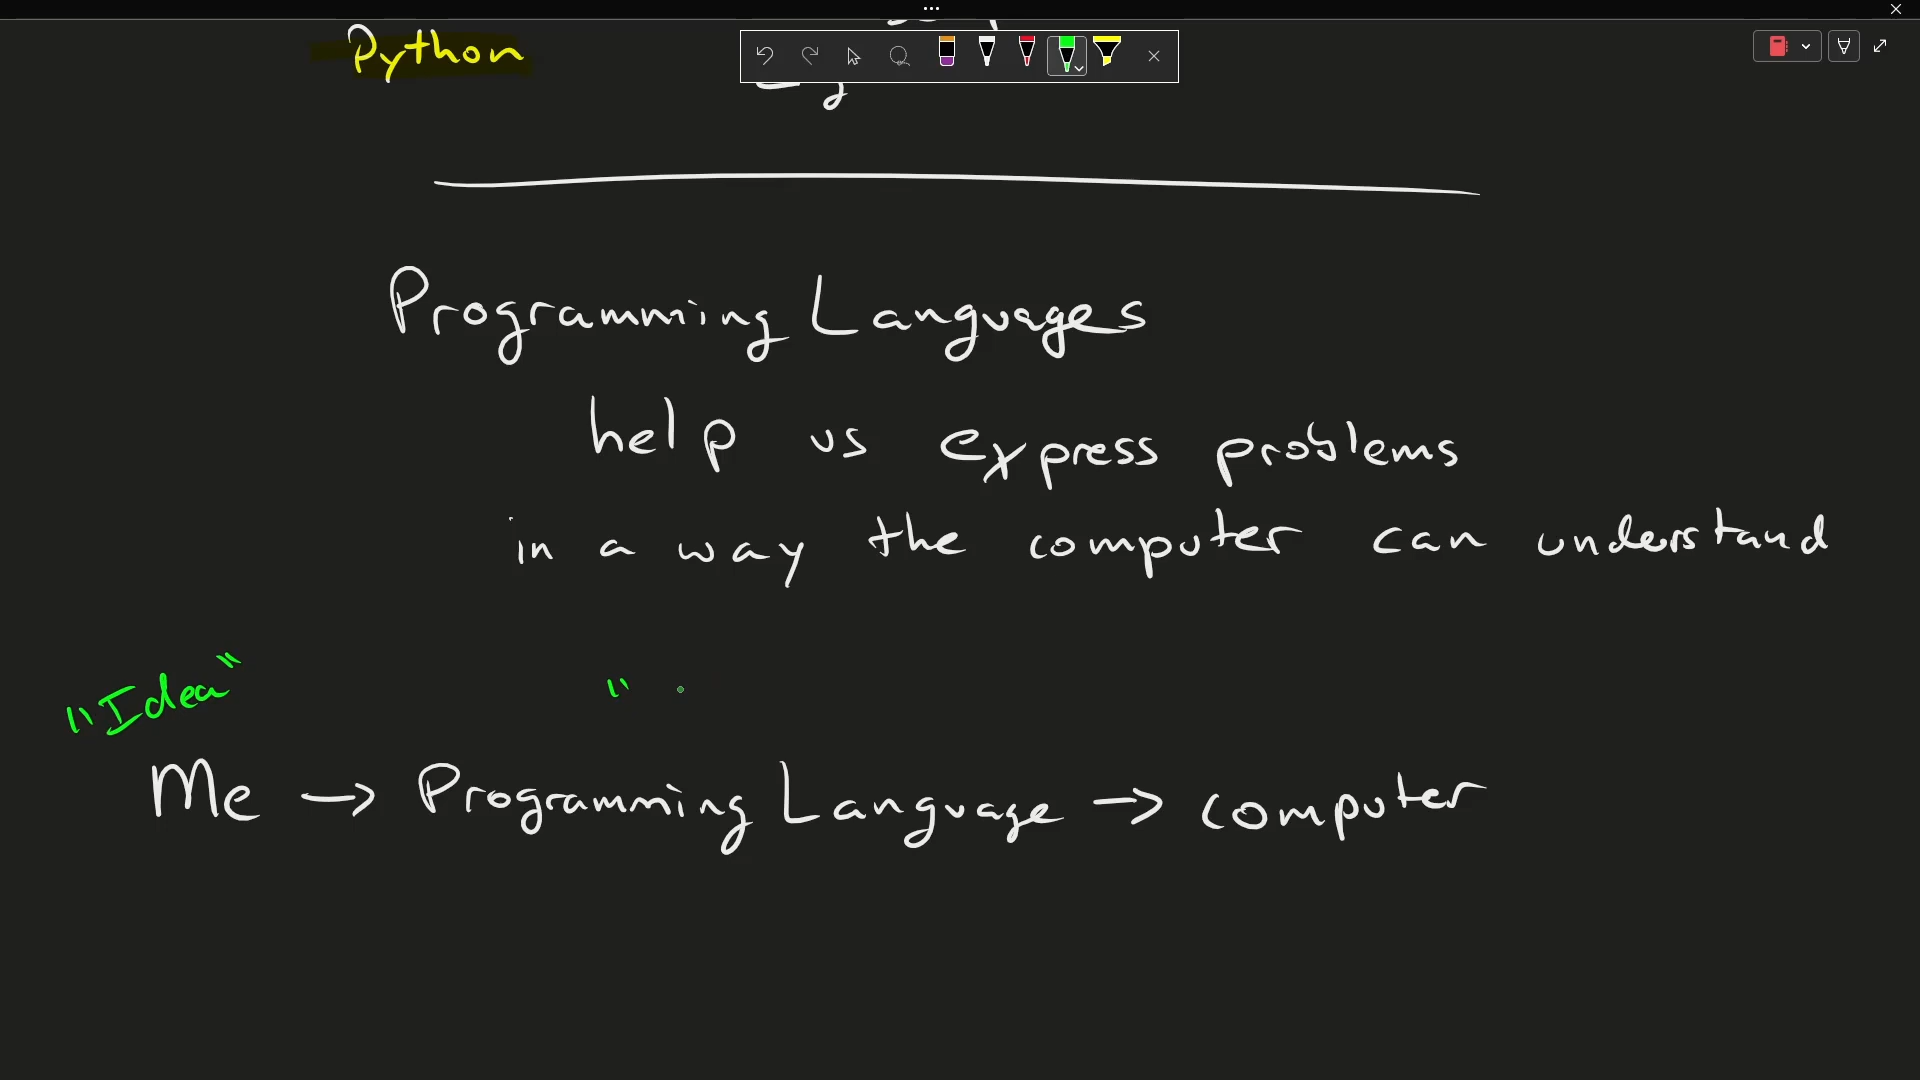 Python
Programming Languages
help us express problems
in a way the computer can understand
"Idea" "
Me → Programming Language → computer